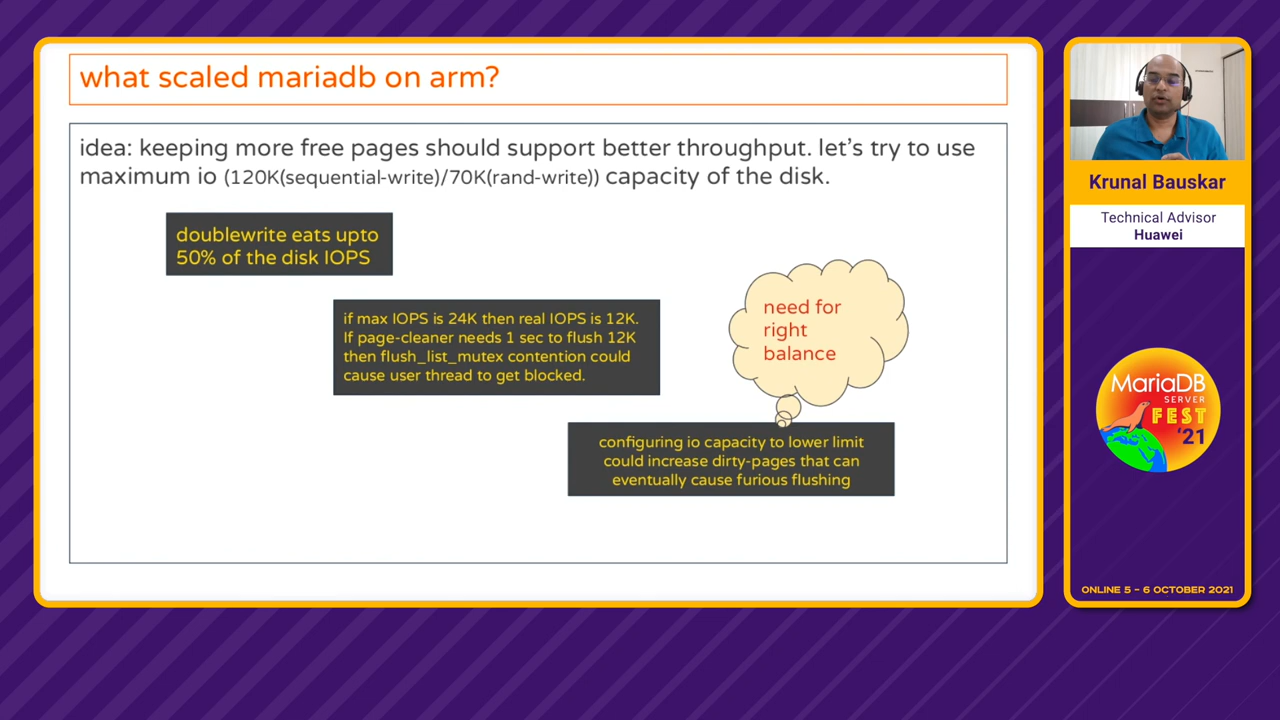 what scaled mariadb on arm?
idea: keeping more free pages should support better throughput. let's try to use
maximum io (120K(sequential-write)/70K(rand-write)) capacity of the disk.
doublewrite eats upto
50% of the disk IOPS
if max IOPS is 24K then real IOPS is 12K.
If page-cleaner needs 1 sec to flush 12K
then flush_list_mutex contention could
cause user thread to get blocked.
need for
right
balance
configuring io capacity to lower limit
could increase dirty-pages that can
eventually cause furious flushing
Krunal Bauskar
Technical Advisor
Huawei
MariaDB
SERVER
FEST
'21
ONLINE 5 – 6 OCTOBER 2021